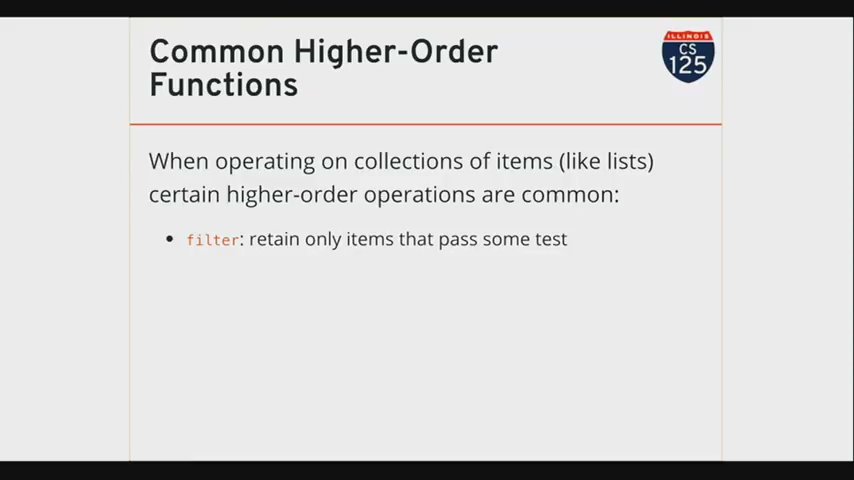 Common Higher-Order
Functions
ILLINOIS
CS
125
When operating on collections of items (like lists)
certain higher-order operations are common:
• filter: retain only items that pass some test